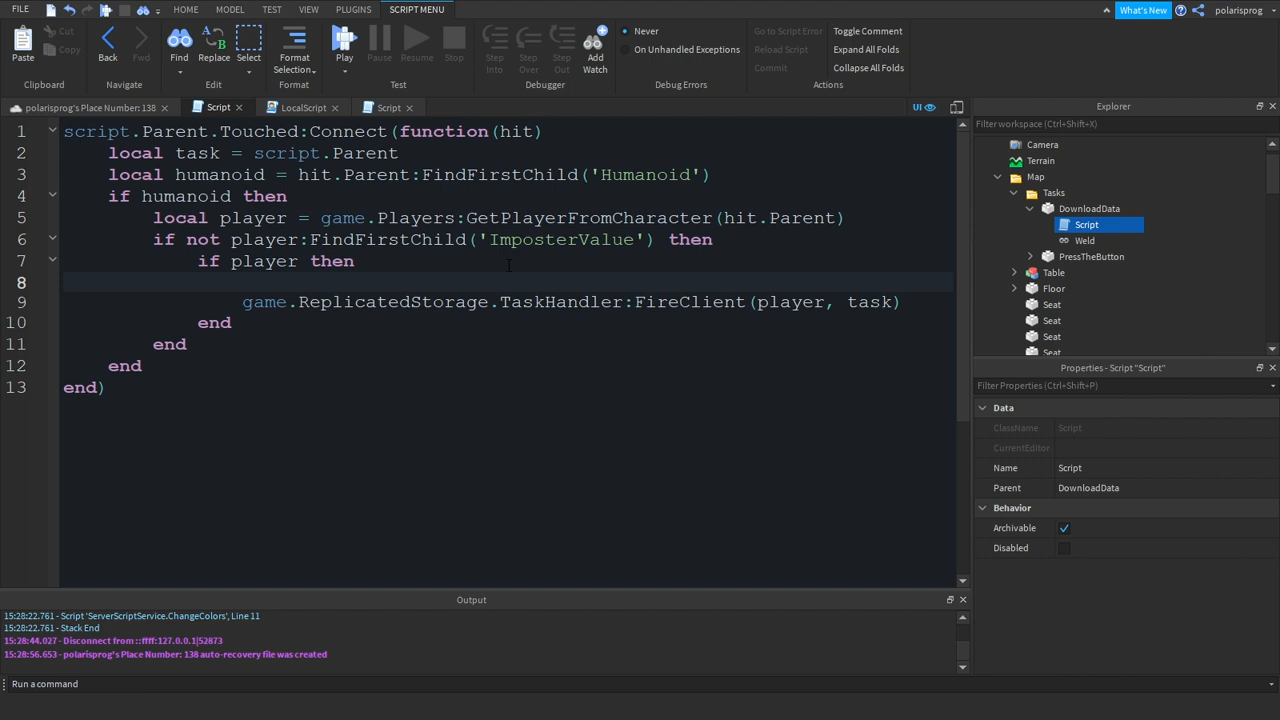 FILE HOME MODEL TEST VIEW PLUGINS SCRIPT MENU What's New polarisprog
Paste Cut Copy Back Fwd Find Replace Select Format Selection Play Pause Resume Stop Step Into Step Over Step Out Add Watch Never On Unhandled Exceptions Go to Script Error Reload Script Commit Toggle Comment Expand All Folds Collapse All Folds
Clipboard Navigate Edit Format Test Debugger Debug Errors Actions
polarisprog's Place Number: 138 Script LocalScript Script UI
1 script.Parent.Touched:Connect(function(hit)
2 local task = script.Parent
3 local humanoid = hit.Parent:FindFirstChild('Humanoid')
4 if humanoid then
5 local player = game.Players:GetPlayerFromCharacter(hit.Parent)
6 if not player:FindFirstChild('ImposterValue') then
7 if player then
8
9 game.ReplicatedStorage.TaskHandler:FireClient(player, task)
10 end
11 end
12 end
13 end)
Explorer
Filter workspace (Ctrl+Shift+X)
Camera
Terrain
Map
Tasks
DownloadData
Script
Weld
PressTheButton
Table
Floor
Seat
Seat
Seat
Seat
Properties - Script "Script"
Filter Properties (Ctrl+Shift+P)
Data
ClassName Script
CurrentEditor
Name Script
Parent DownloadData
Behavior
Archivable
Disabled
Output
15:28:22.761 - Script 'ServerScriptService.ChangeColors', Line 11
15:28:22.761 - Stack End
15:28:44.027 - Disconnect from ::ffff:127.0.0.1|52873
15:28:56.653 - polarisprog's Place Number: 138 auto-recovery file was created
Run a command